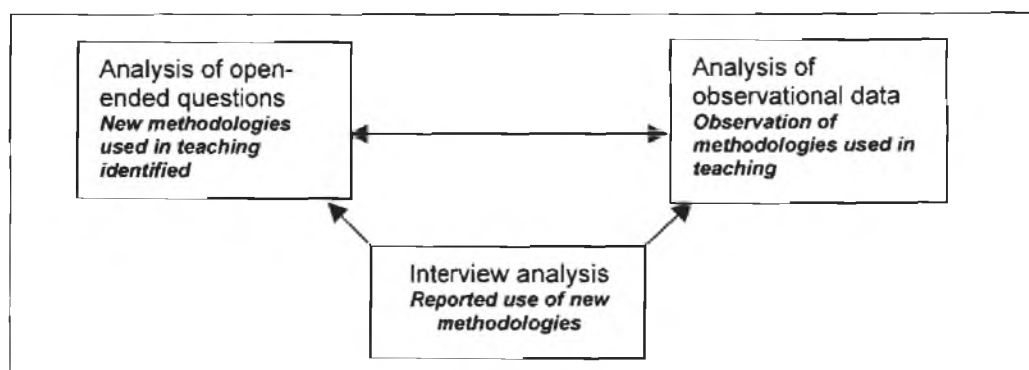 Analysis of open-
ended questions
New methodologies
used in teaching
identified
Analysis of
observational data
Observation of
methodologies used in
teaching
Interview analysis
Reported use of new
methodologies